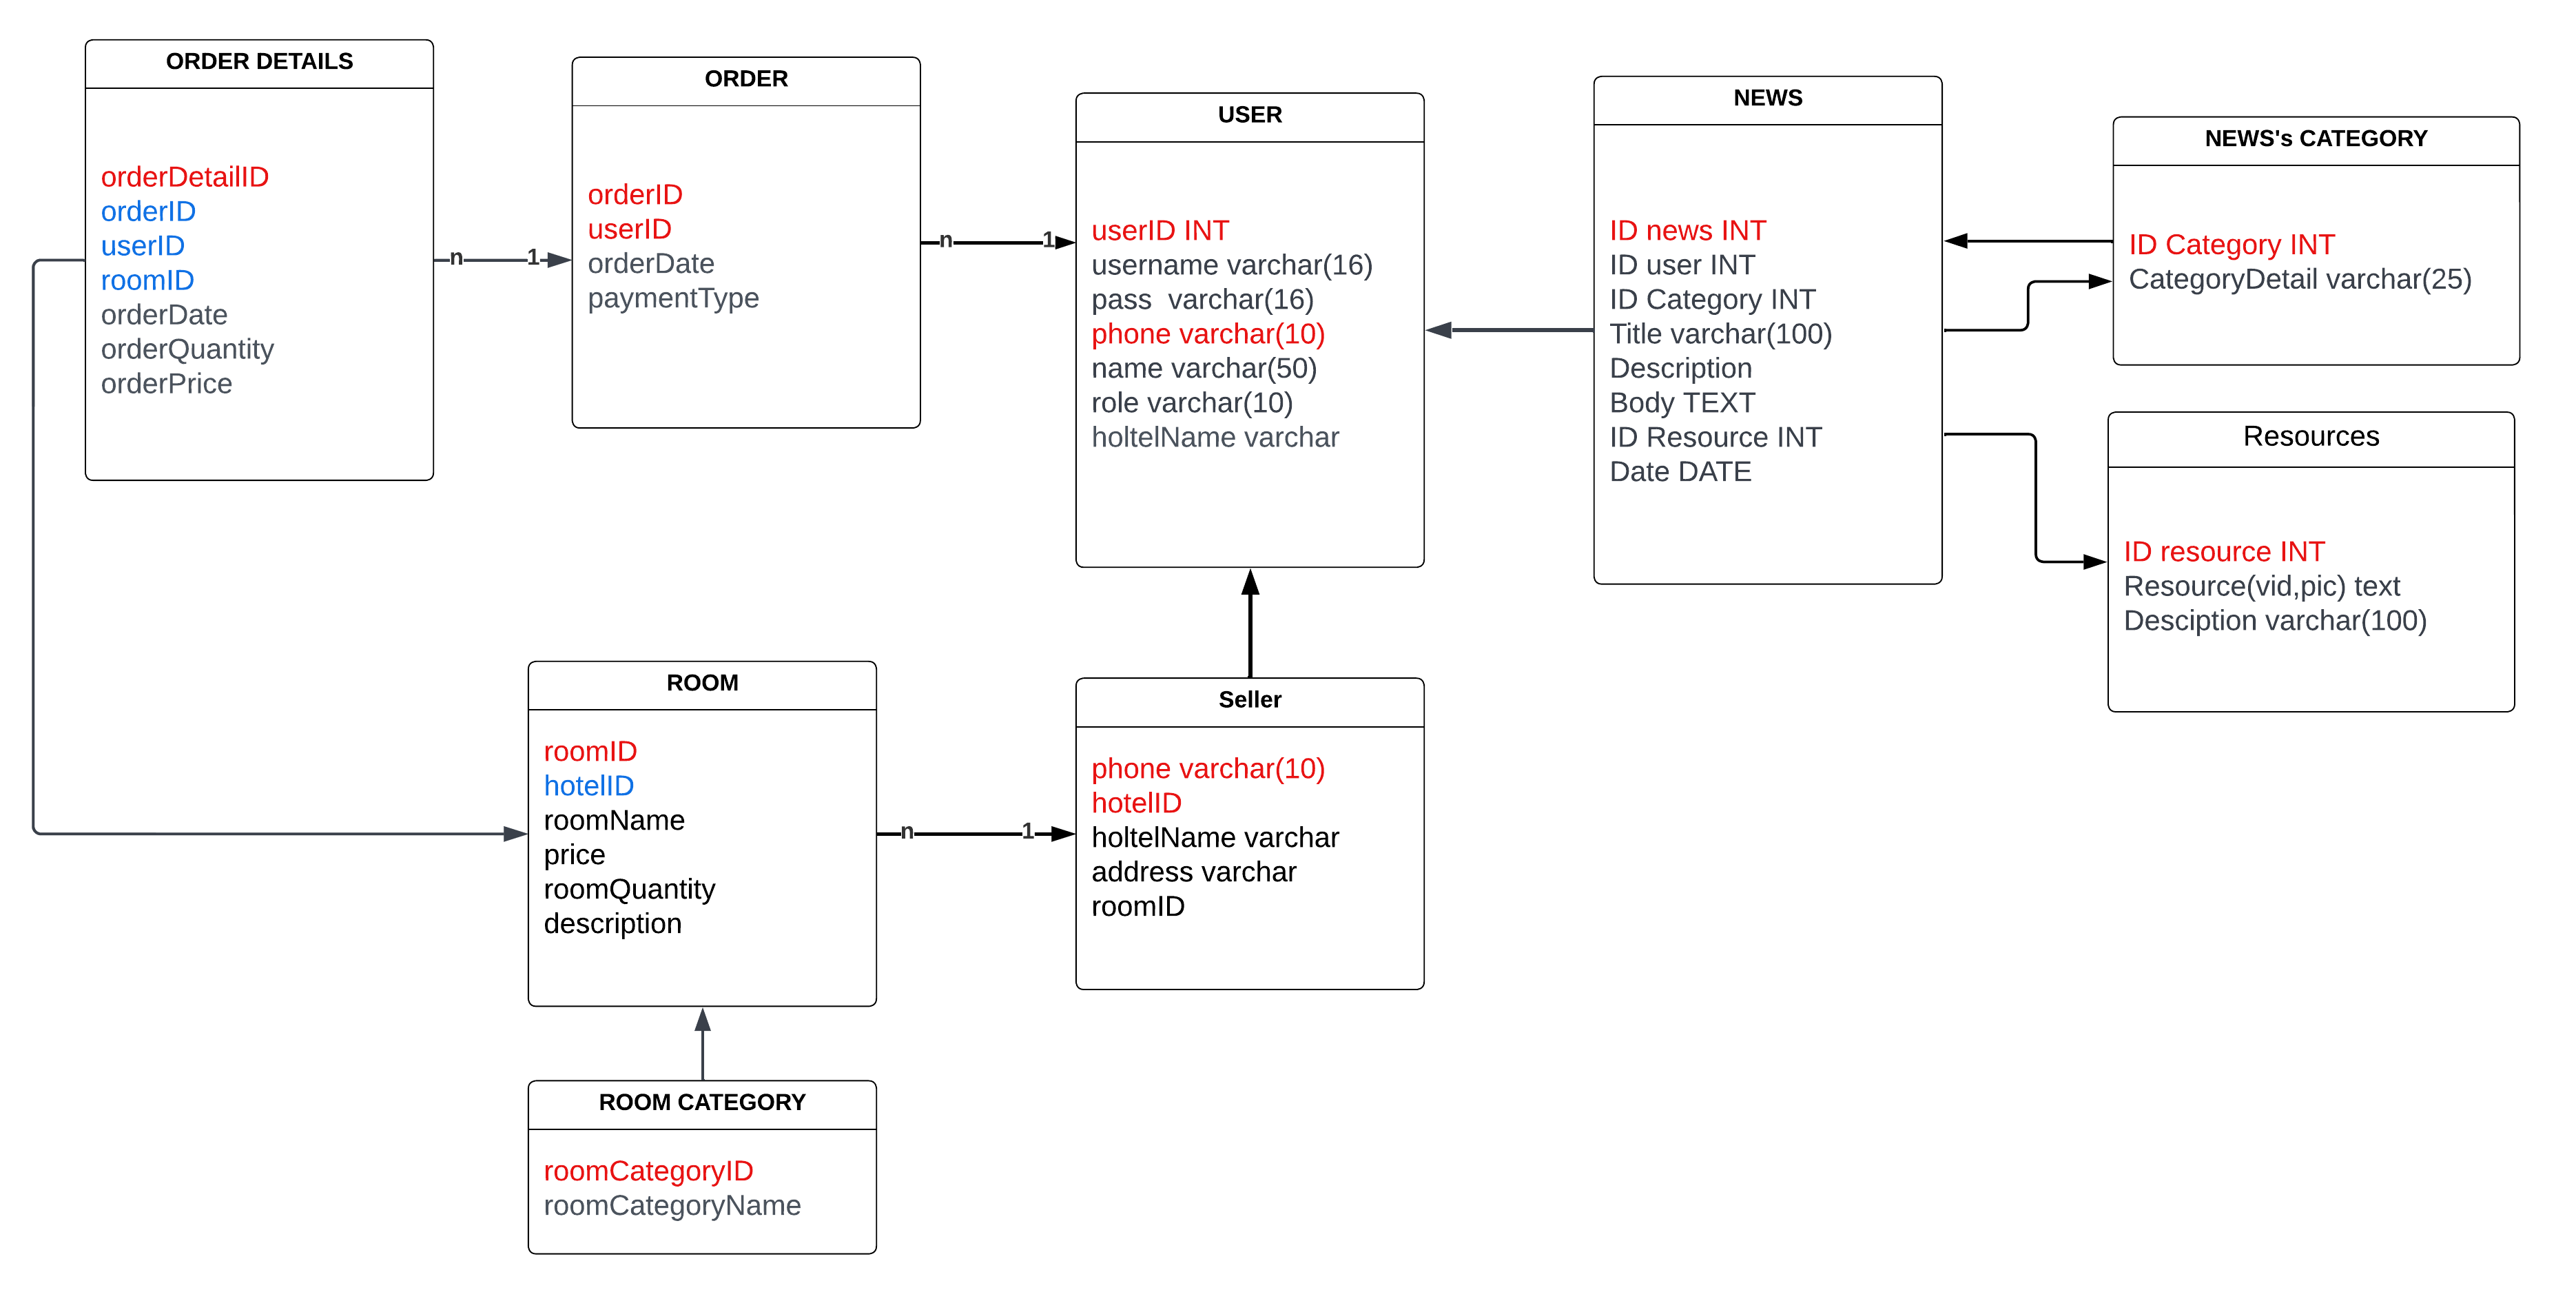 ORDER DETAILS
orderDetailID
orderID
userID
roomID
orderDate
orderQuantity
orderPrice
n
1
ORDER
orderID
userID
orderDate
paymentType
n
1
USER
userID INT
username varchar(16)
pass  varchar(16)
phone varchar(10)
name varchar(50)
role varchar(10)
holtelName varchar
NEWS
ID news INT
ID user INT
ID Category INT
Title varchar(100)
Description
Body TEXT
ID Resource INT
Date DATE
NEWS's CATEGORY
ID Category INT
CategoryDetail varchar(25)
Resources
ID resource INT
Resource(vid,pic) text
Desciption varchar(100)
ROOM
roomID
hotelID
roomName
price
roomQuantity
description
n
1
Seller
phone varchar(10)
hotelID
holtelName varchar
address varchar
roomID
ROOM CATEGORY
roomCategoryID
roomCategoryName